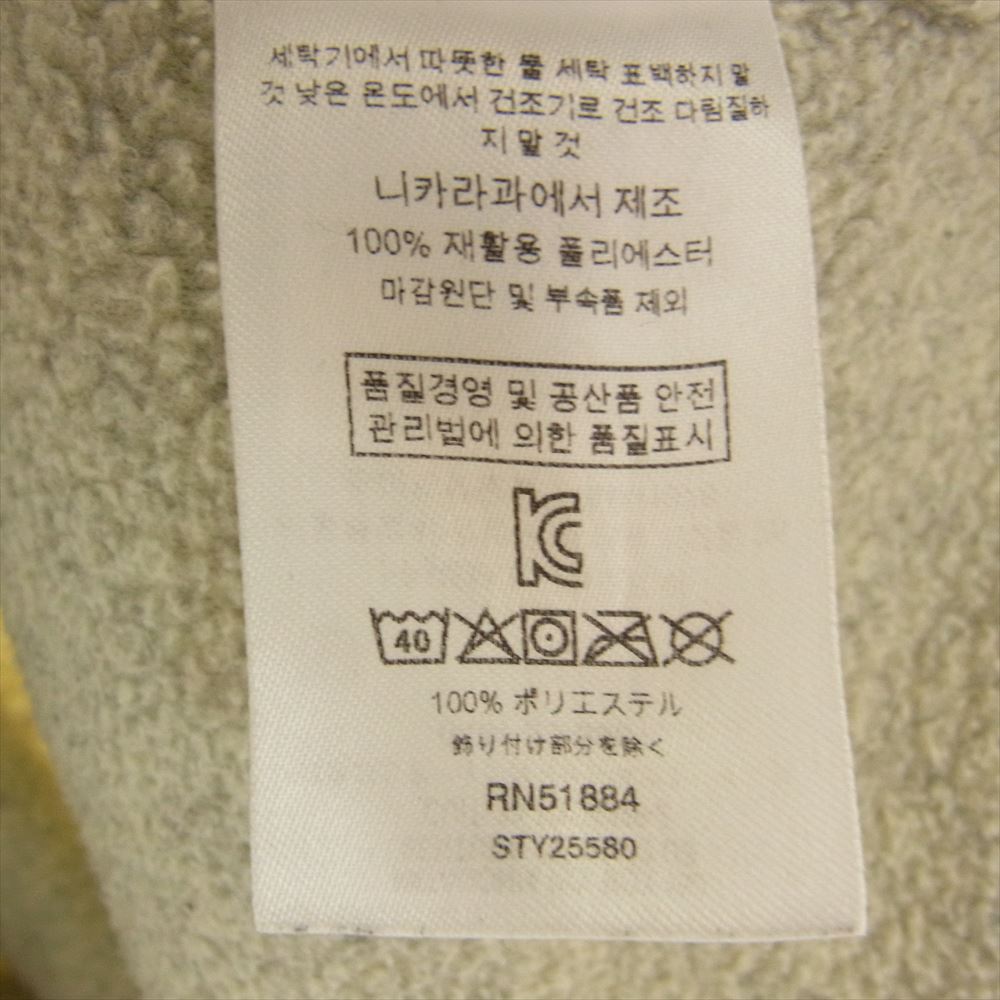 세탁기에서 따뜻한 물 세탁 표백하지 말
것 낮은 온도에서 건조기로 건조 다림질하
지 말 것
니카라과에서 제조
100% 재활용 폴리에스터
마감원단 및 부속품 제외
품질경영 및 공산품 안전
관리법에 의한 품질표시
KC
40
100% ポリエステル
飾り付け部分を除く
RN51884
STY25580